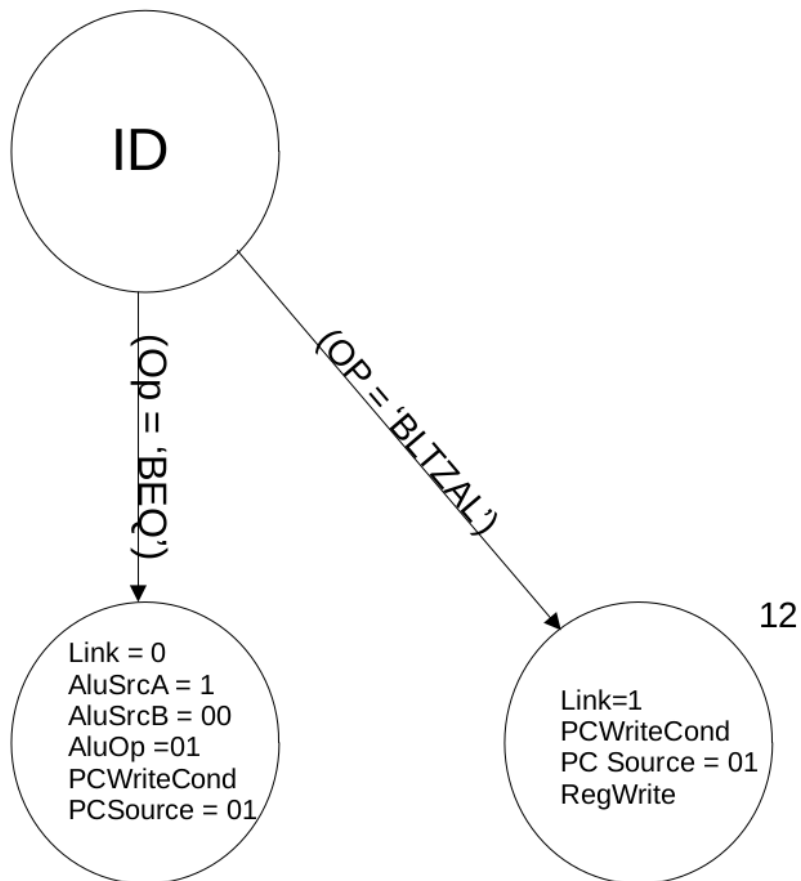 ID
(Op = ‘BEQ’)
(OP = ‘BLTZAL’)
12
Link = 0
AluSrcA = 1
AluSrcB = 00
AluOp =01
PCWriteCond
PCSource = 01
Link=1
PCWriteCond
PC Source = 01
RegWrite